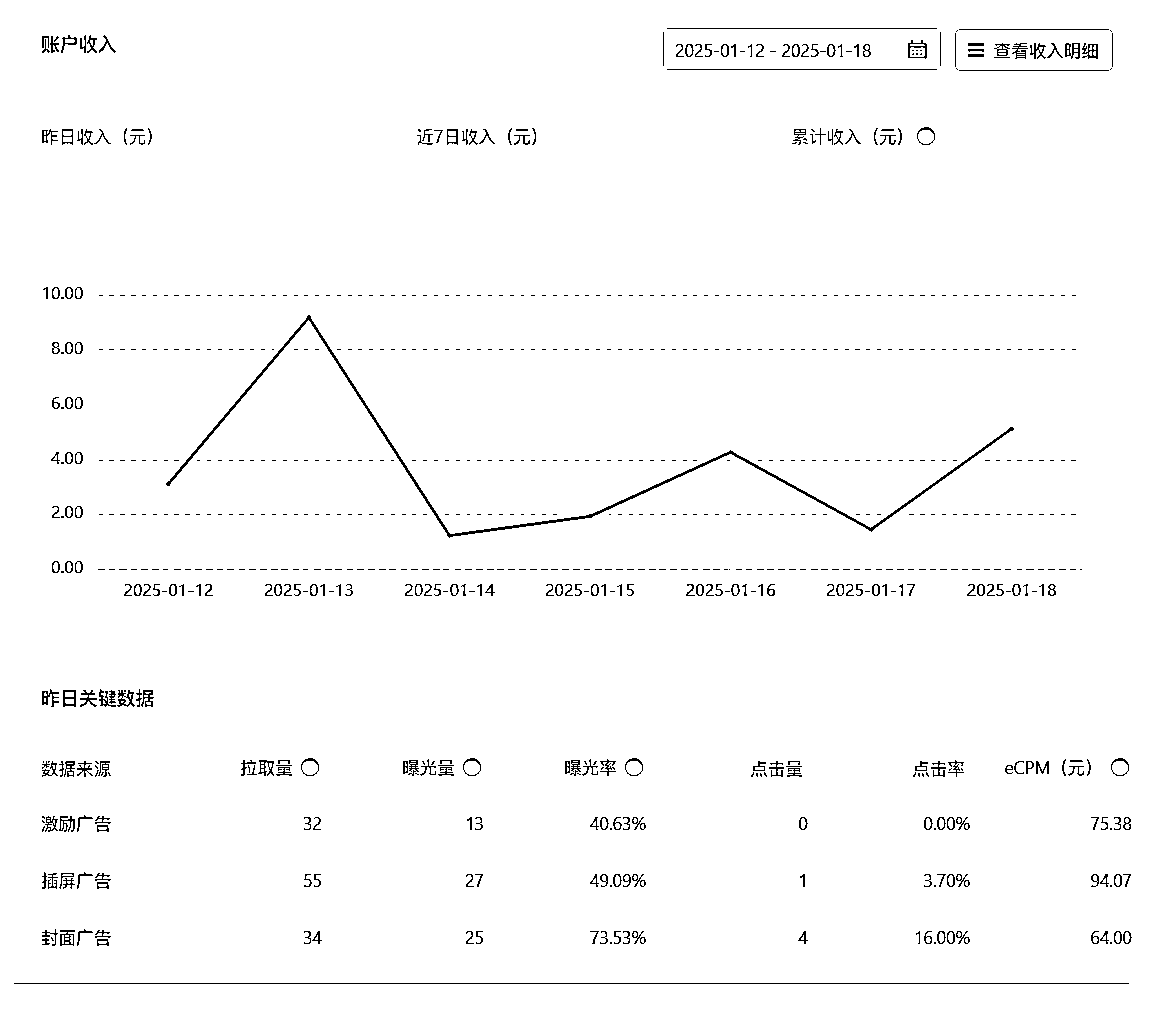 账户收入
2025-01-12 - 2025-01-18
查看收入明细
昨日收入（元） 近7日收入（元） 累计收入（元）
10.00
8.00
6.00
4.00
2.00
0.00
2025-01-12 2025-01-13 2025-01-14 2025-01-15 2025-01-16 2025-01-17 2025-01-18
昨日关键数据
数据来源 拉取量 曝光量 曝光率 点击量 点击率 eCPM（元）
激励广告 32 13 40.63% 0 0.00% 75.38
插屏广告 55 27 49.09% 1 3.70% 94.07
封面广告 34 25 73.53% 4 16.00% 64.00